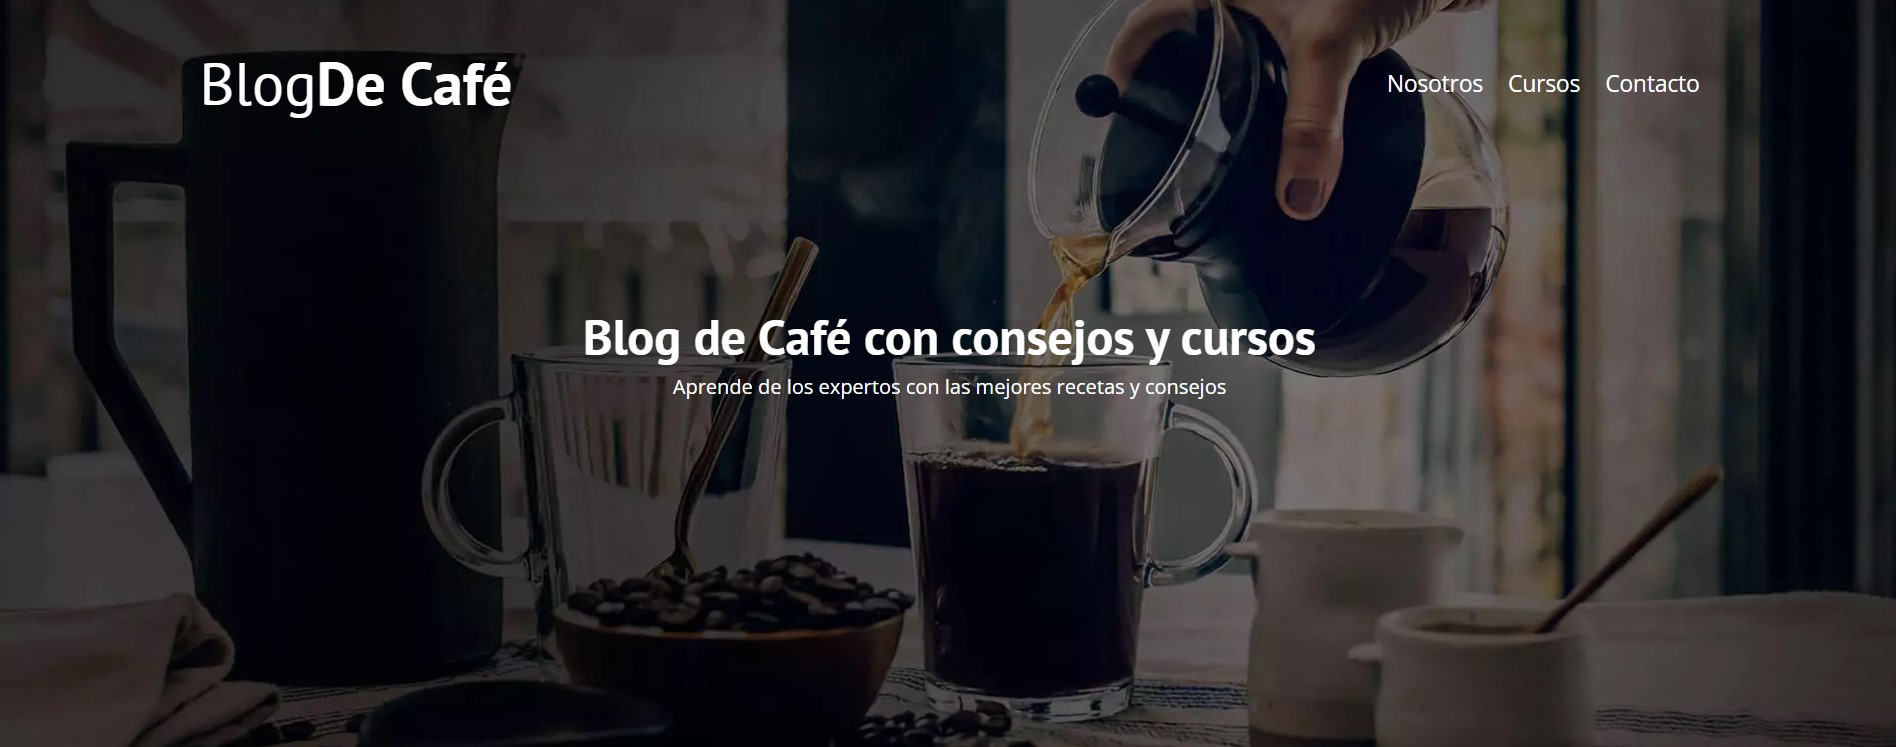 BlogDe Café
Nosotros Cursos Contacto
Blog de Café con consejos y cursos
Aprende de los expertos con las mejores recetas y consejos